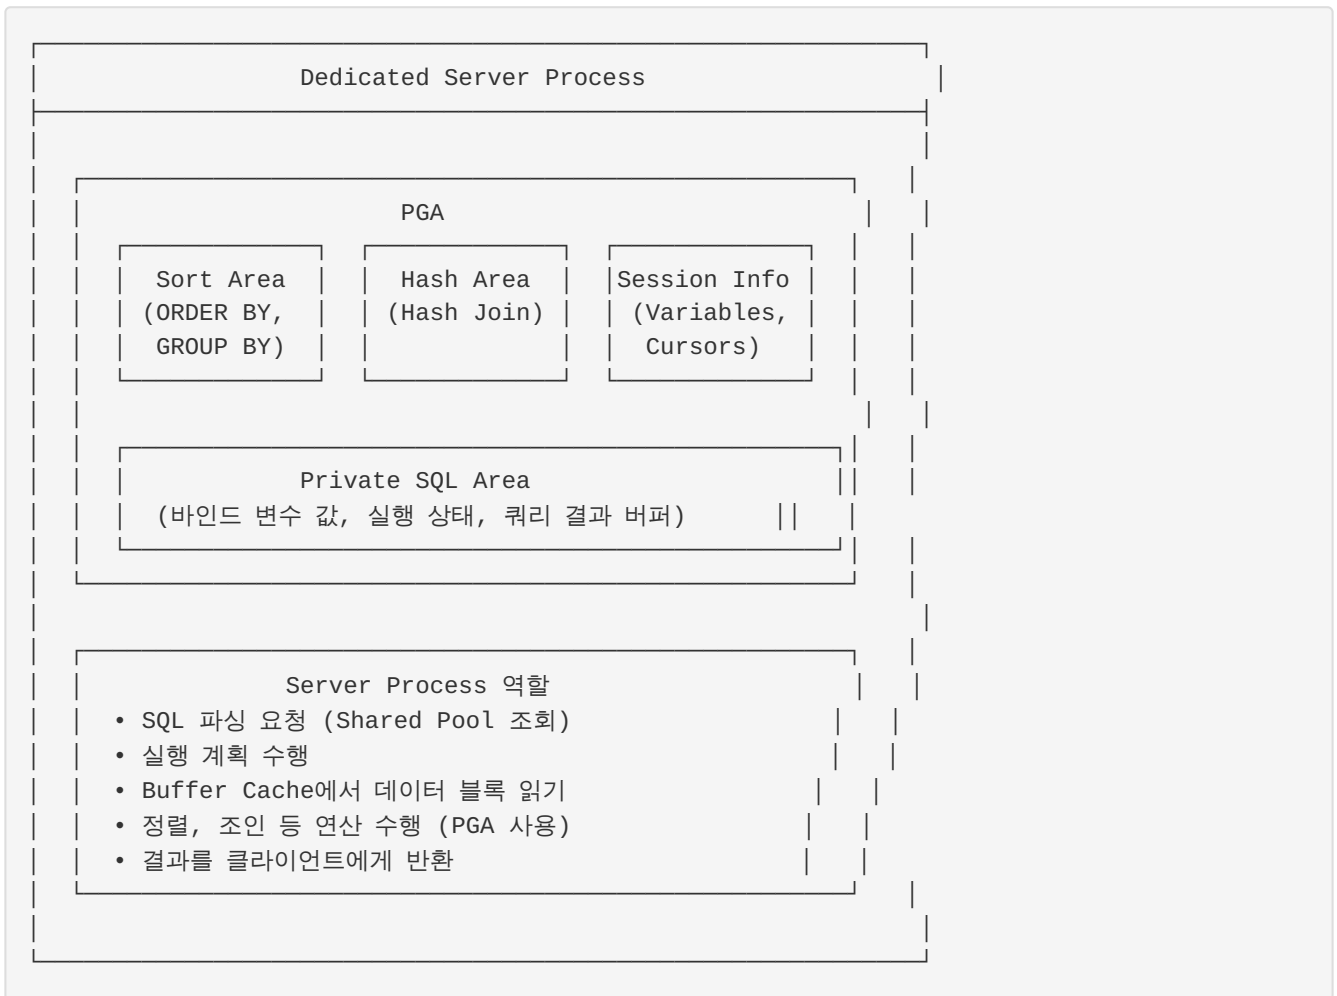 Dedicated Server Process
PGA
Sort Area Hash Area Session Info
(ORDER BY, (Hash Join) (Variables,
GROUP BY) Cursors)
Private SQL Area
(바인드 변수 값, 실행 상태, 쿼리 결과 버퍼)
Server Process 역할
• SQL 파싱 요청 (Shared Pool 조회)
• 실행 계획 수행
• Buffer Cache에서 데이터 블록 읽기
• 정렬, 조인 등 연산 수행 (PGA 사용)
• 결과를 클라이언트에게 반환